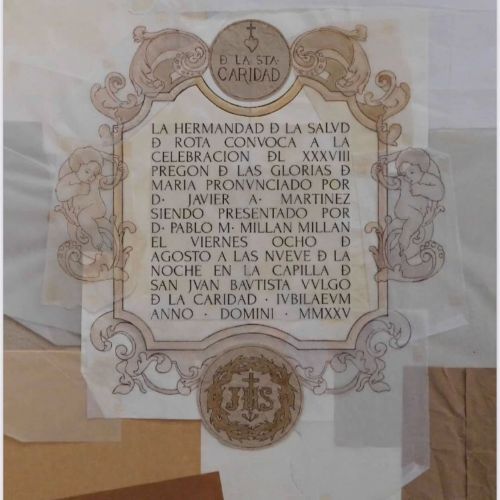 Đ LA STA·
CARIDAD
LA HERMANDAD Đ LA SALVD
Đ ROTA CONVOCA A LA
CELEBRACION ĐL XXXVIII
PREGON Đ LAS GLORIAS Đ
MARIA PRONVNCIADO POR
D· JAVIER A· MARTINEZ
SIENDO PRESENTADO POR
D· PABLO M· MILLAN MILLAN
EL VIERNES OCHO Đ
AGOSTO A LAS NVEVE Đ LA
NOCHE EN LA CAPILLA Đ
SAN JVAN BAVTISTA VVLGO
Đ LA CARIDAD · IVBILAEVM
ANNO · DOMINI · MMXXV
JHS